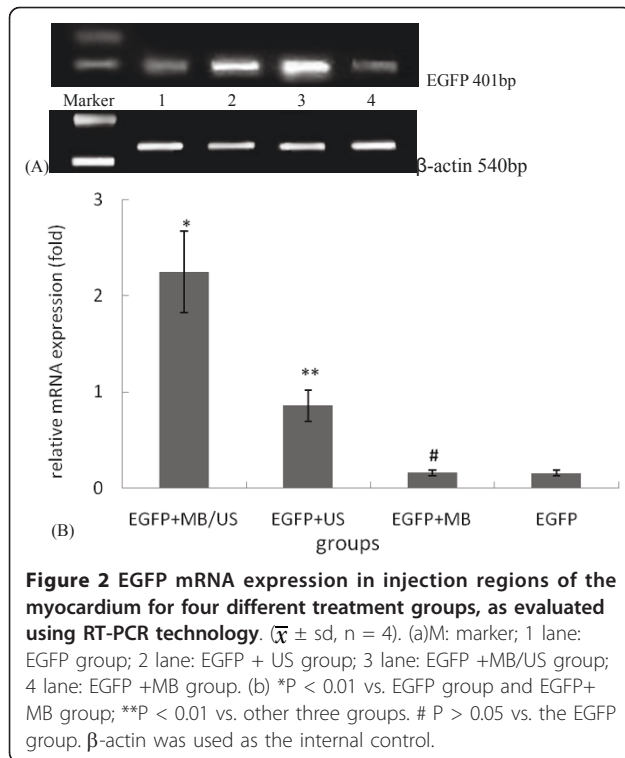 EGFP 401bp
Marker 1 2 3 4
(A) β-actin 540bp
3
*
2
relative mRNA expression (fold)
**
1
#
0
EGFP+MB/US EGFP+US EGFP+MB EGFP
(B) groups
Figure 2 EGFP mRNA expression in injection regions of the
myocardium for four different treatment groups, as evaluated
using RT-PCR technology. (x̄ ± sd, n = 4). (a)M: marker; 1 lane:
EGFP group; 2 lane: EGFP + US group; 3 lane: EGFP +MB/US group;
4 lane: EGFP +MB group. (b) *P < 0.01 vs. EGFP group and EGFP+
MB group; **P < 0.01 vs. other three groups. # P > 0.05 vs. the EGFP
group. β-actin was used as the internal control.